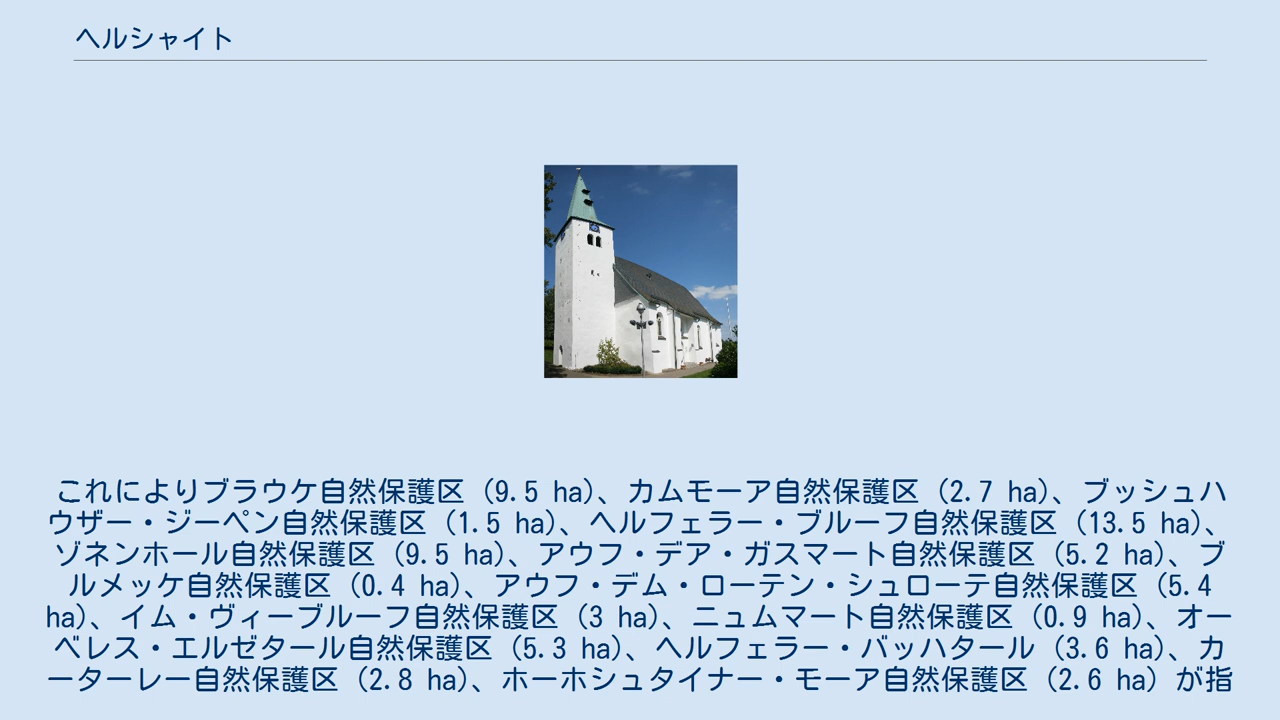 ヘルシャイト
これによりブラウケ自然保護区 (9.5 ha)、カムモーア自然保護区 (2.7 ha)、ブッシュハ
ウザー・ジーペン自然保護区 (1.5 ha)、ヘルフェラー・ブルーフ自然保護区 (13.5 ha)、
ゾネンホール自然保護区 (9.5 ha)、アウフ・デア・ガスマート自然保護区 (5.2 ha)、ブ
ルメッケ自然保護区 (0.4 ha)、アウフ・デム・ローテン・シュローテ自然保護区 (5.4
ha)、イム・ヴィーブルーフ自然保護区 (3 ha)、ニュムマート自然保護区 (0.9 ha)、オー
ベレス・エルゼタール自然保護区 (5.3 ha)、ヘルフェラー・バッハタール (3.6 ha)、カ
ーターレー自然保護区 (2.8 ha)、ホーホシュタイナー・モーア自然保護区 (2.6 ha) が指